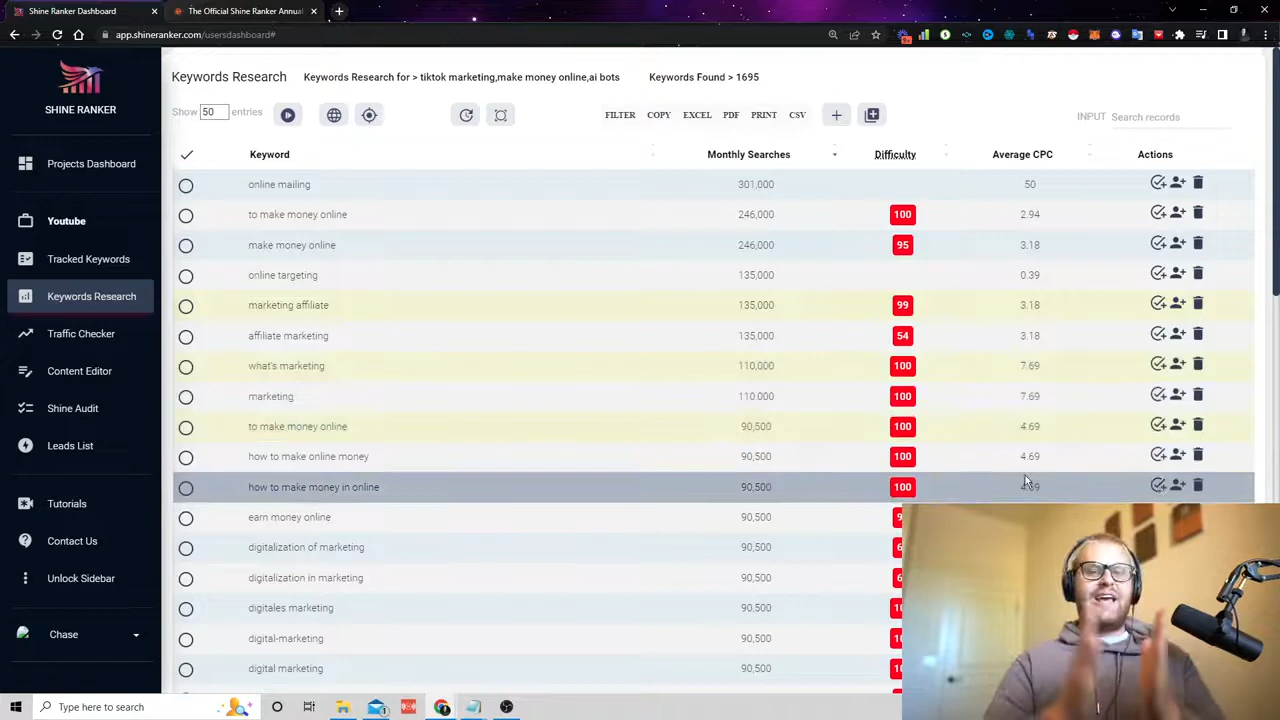 Shine Ranker Dashboard
The Official Shine Ranker Annual
app.shineranker.com/usersdashboard#
SHINE RANKER
Projects Dashboard
Youtube
Tracked Keywords
Keywords Research
Traffic Checker
Content Editor
Shine Audit
Leads List
Tutorials
Contact Us
Unlock Sidebar
Chase
Keywords Research Keywords Research for > tiktok marketing,make money online,ai bots Keywords Found > 1695
Show 50 entries FILTER COPY EXCEL PDF PRINT CSV INPUT Search records
Keyword Monthly Searches Difficulty Average CPC Actions
online mailing 301,000 50
to make money online 246,000 100 2.94
make money online 246,000 95 3.18
online targeting 135,000 0.39
marketing affiliate 135,000 99 3.18
affiliate marketing 135,000 54 3.18
what's marketing 110,000 100 7.69
marketing 110,000 100 7.69
to make money online 90,500 100 4.69
how to make online money 90,500 100 4.69
how to make money in online 90,500 100
earn money online 90,500
digitalization of marketing 90,500
digitalization in marketing 90,500
digitales marketing 90,500
digital-marketing 90,500
digital marketing 90,500
Type here to search